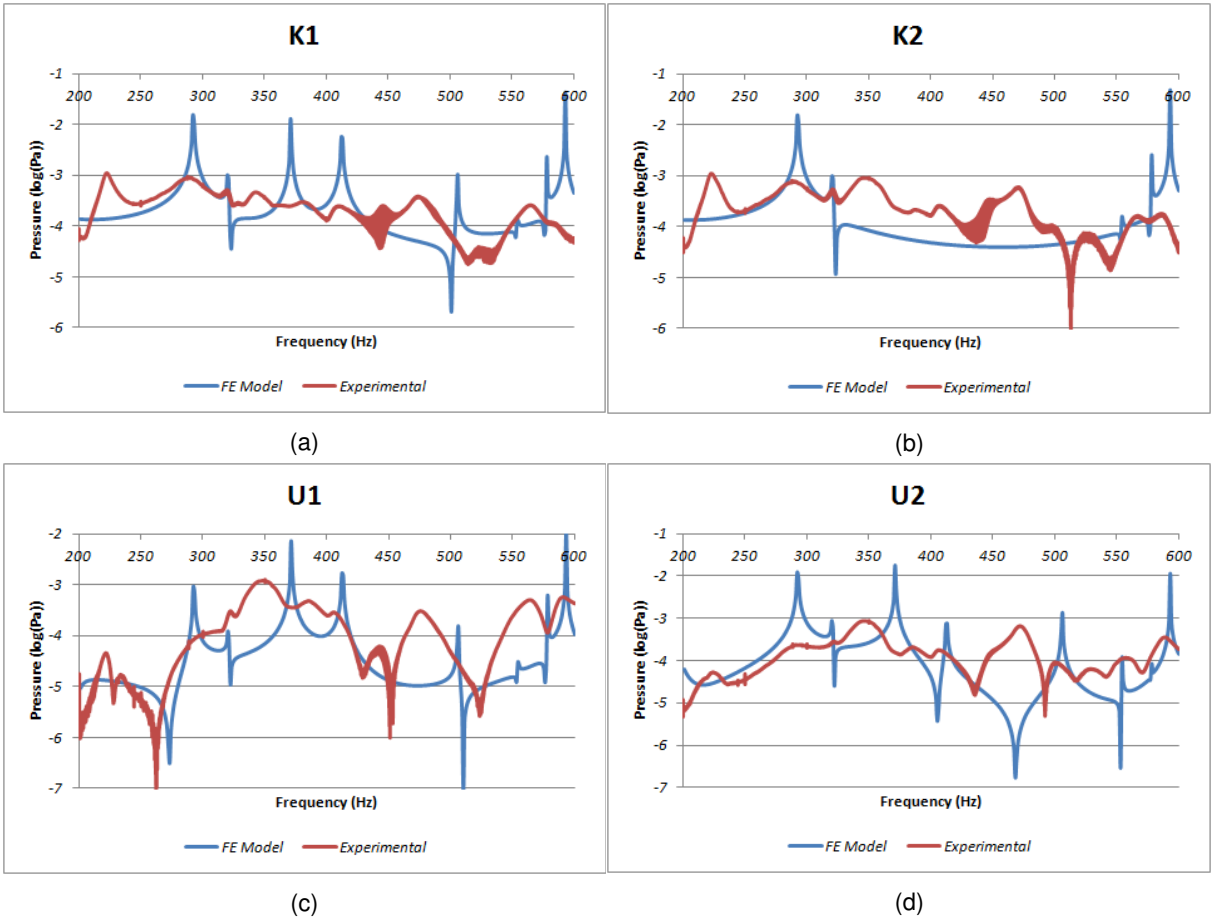 K1
-1
200 250 300 350 400 450 500 550 600
-2
-3
-4
-5
-6
Pressure (log(Pa))
Frequency (Hz)
FE Model Experimental
(a)
K2
-1
200 250 300 350 400 450 500 550 600
-2
-3
-4
-5
-6
Pressure (log(Pa))
Frequency (Hz)
FE Model Experimental
(b)
U1
-2
200 250 300 350 400 450 500 550 600
-3
-4
-5
-6
-7
Pressure (log(Pa))
Frequency (Hz)
FE Model Experimental
(c)
U2
-1
200 250 300 350 400 450 500 550 600
-2
-3
-4
-5
-6
-7
Pressure (log(Pa))
Frequency (Hz)
FE Model Experimental
(d)